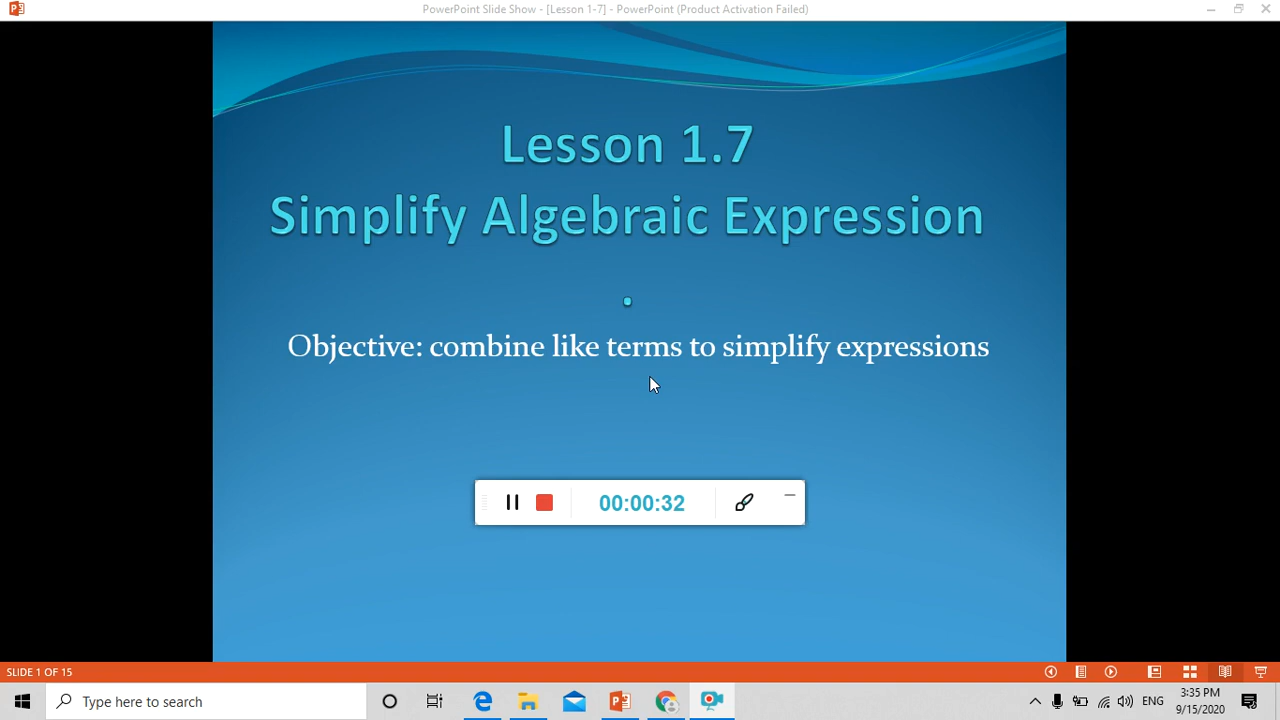 PowerPoint Slide Show - [Lesson 1-7] - PowerPoint (Product Activation Failed)
Lesson 1.7
Simplify Algebraic Expression
.
Objective: combine like terms to simplify expressions
00:00:32
SLIDE 1 OF 15
Type here to search
ENG
3:35 PM
9/15/2020